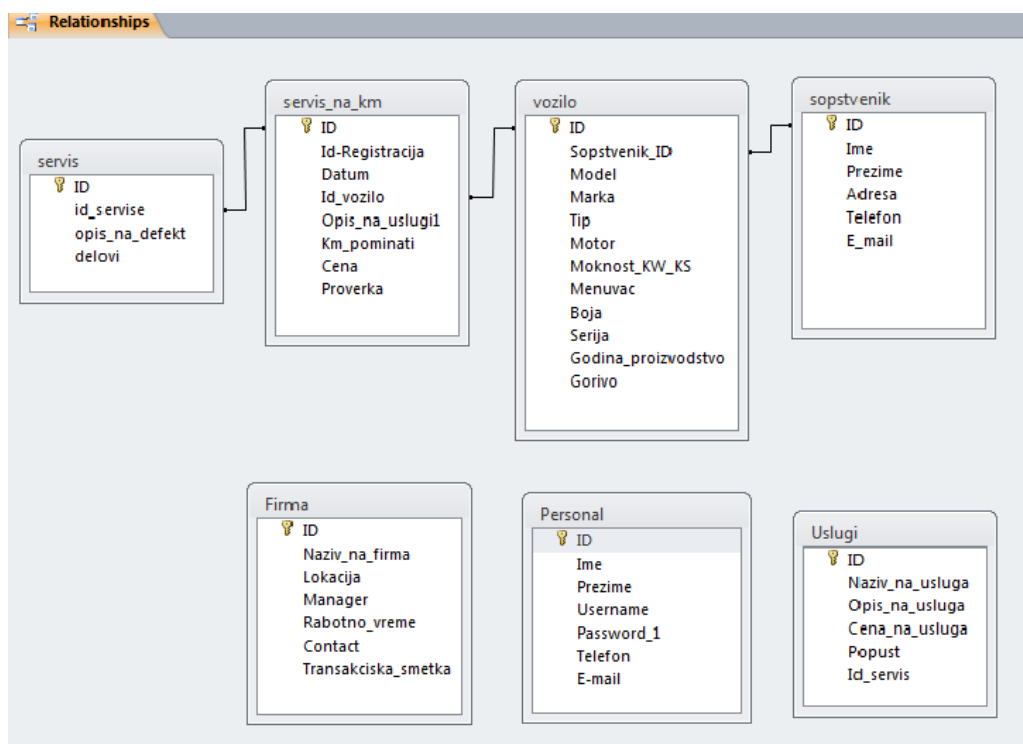 Relationships
servis
ID
id_servise
opis_na_defekt
delovi
servis_na_km
ID
Id-Registracija
Datum
Id_vozilo
Opis_na_uslugi1
Km_pominati
Cena
Proverka
vozilo
ID
Sopstvenik_ID
Model
Marka
Tip
Motor
Moknost_KW_KS
Menuvac
Boja
Serija
Godina_proizvodstvo
Gorivo
sopstvenik
ID
Ime
Prezime
Adresa
Telefon
E_mail
Firma
ID
Naziv_na_firma
Lokacija
Manager
Rabotno_vreme
Contact
Transakciska_smetka
Personal
ID
Ime
Prezime
Username
Password_1
Telefon
E-mail
Uslugi
ID
Naziv_na_usluga
Opis_na_usluga
Cena_na_usluga
Popust
Id_servis